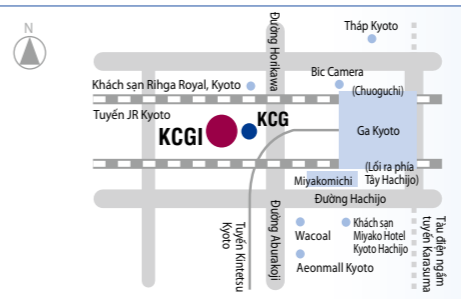 N
Tháp Kyoto
Đường Horikawa
Bic Camera
Khách sạn Rihga Royal, Kyoto
(Chuoguchi)
Tuyến JR Kyoto
KCG
KCGI
Ga Kyoto
(Lối ra phía
Tây Hachijo)
Miyakomichi
Đường Hachijo
Tuyến Kintetsu
Kyoto
Đường Aburakoji
Wacoal
Khách sạn
Miyako Hotel
Kyoto Hachijo
Aeonmall Kyoto
Tàu điện ngầm
tuyến Karasuma